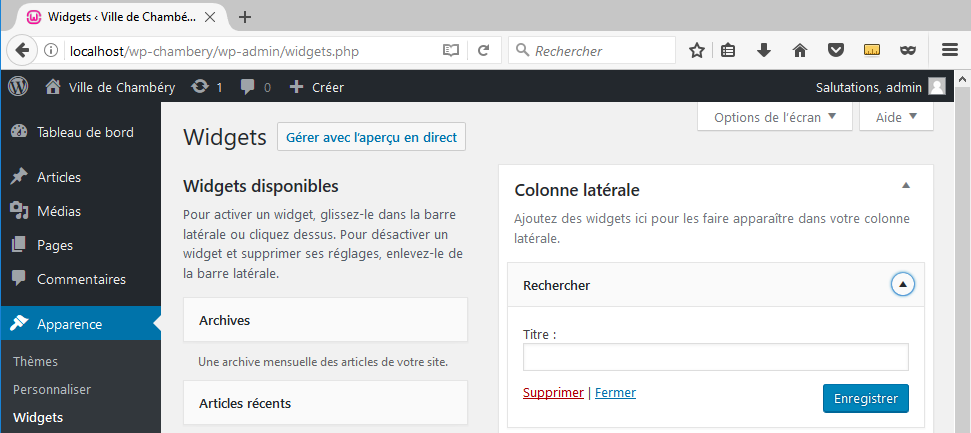 Widgets ‹ Ville de Chambé...
localhost/wp-chambery/wp-admin/widgets.php
Rechercher
Ville de Chambéry
1
0
Créer
Salutations, admin
Tableau de bord
Articles
Médias
Pages
Commentaires
Apparence
Thèmes
Personnaliser
Widgets
Options de l'écran
Aide
Widgets
Gérer avec l'aperçu en direct
Widgets disponibles
Pour activer un widget, glissez-le dans la barre
latérale ou cliquez dessus. Pour désactiver un
widget et supprimer ses réglages, enlevez-le de
la barre latérale.
Archives
Une archive mensuelle des articles de votre site.
Articles récents
Colonne latérale
Ajoutez des widgets ici pour les faire apparaître dans votre colonne
latérale.
Rechercher
Titre :
Supprimer | Fermer
Enregistrer